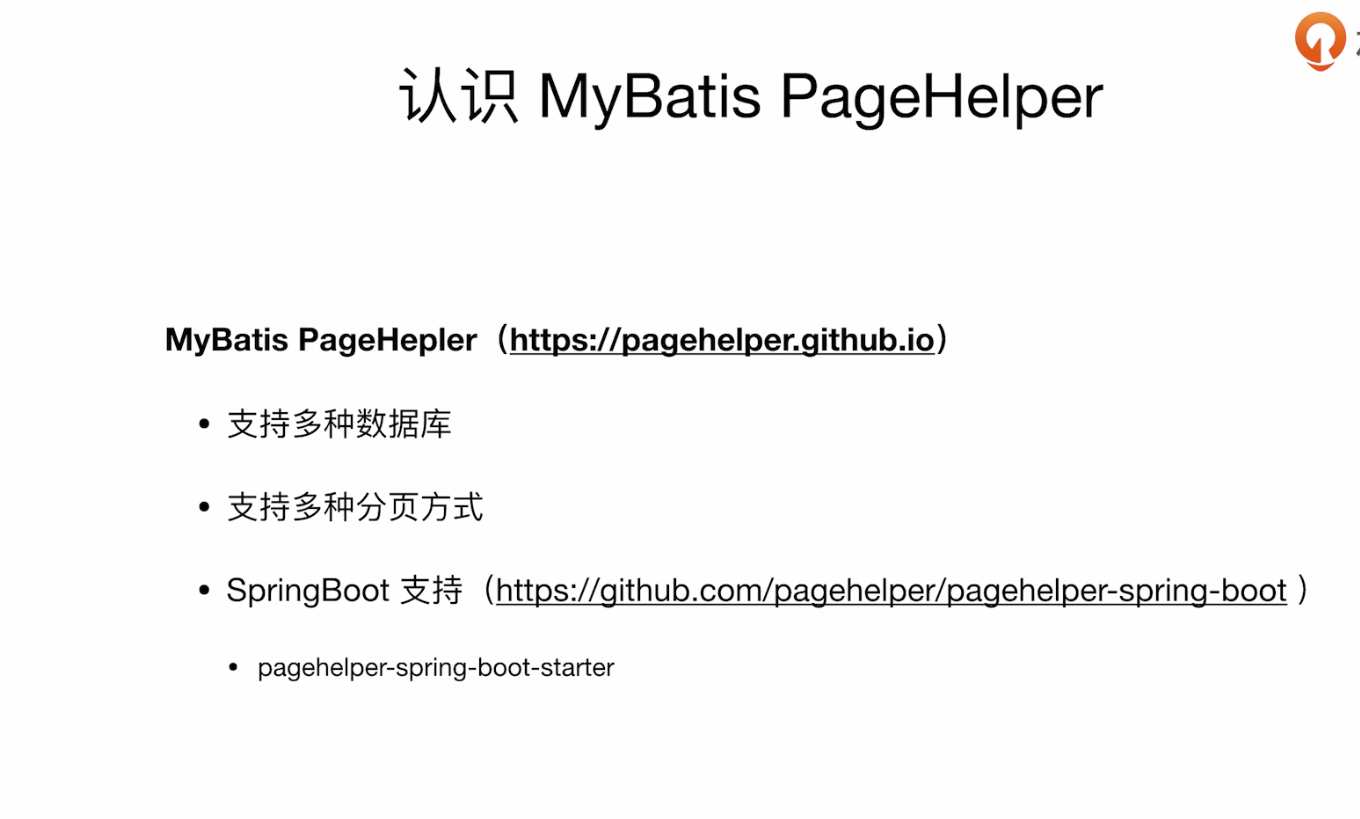 认识 MyBatis PageHelper
MyBatis PageHepler（https://pagehelper.github.io）
• 支持多种数据库
• 支持多种分页方式
• SpringBoot 支持（https://github.com/pagehelper/pagehelper-spring-boot ）
• pagehelper-spring-boot-starter